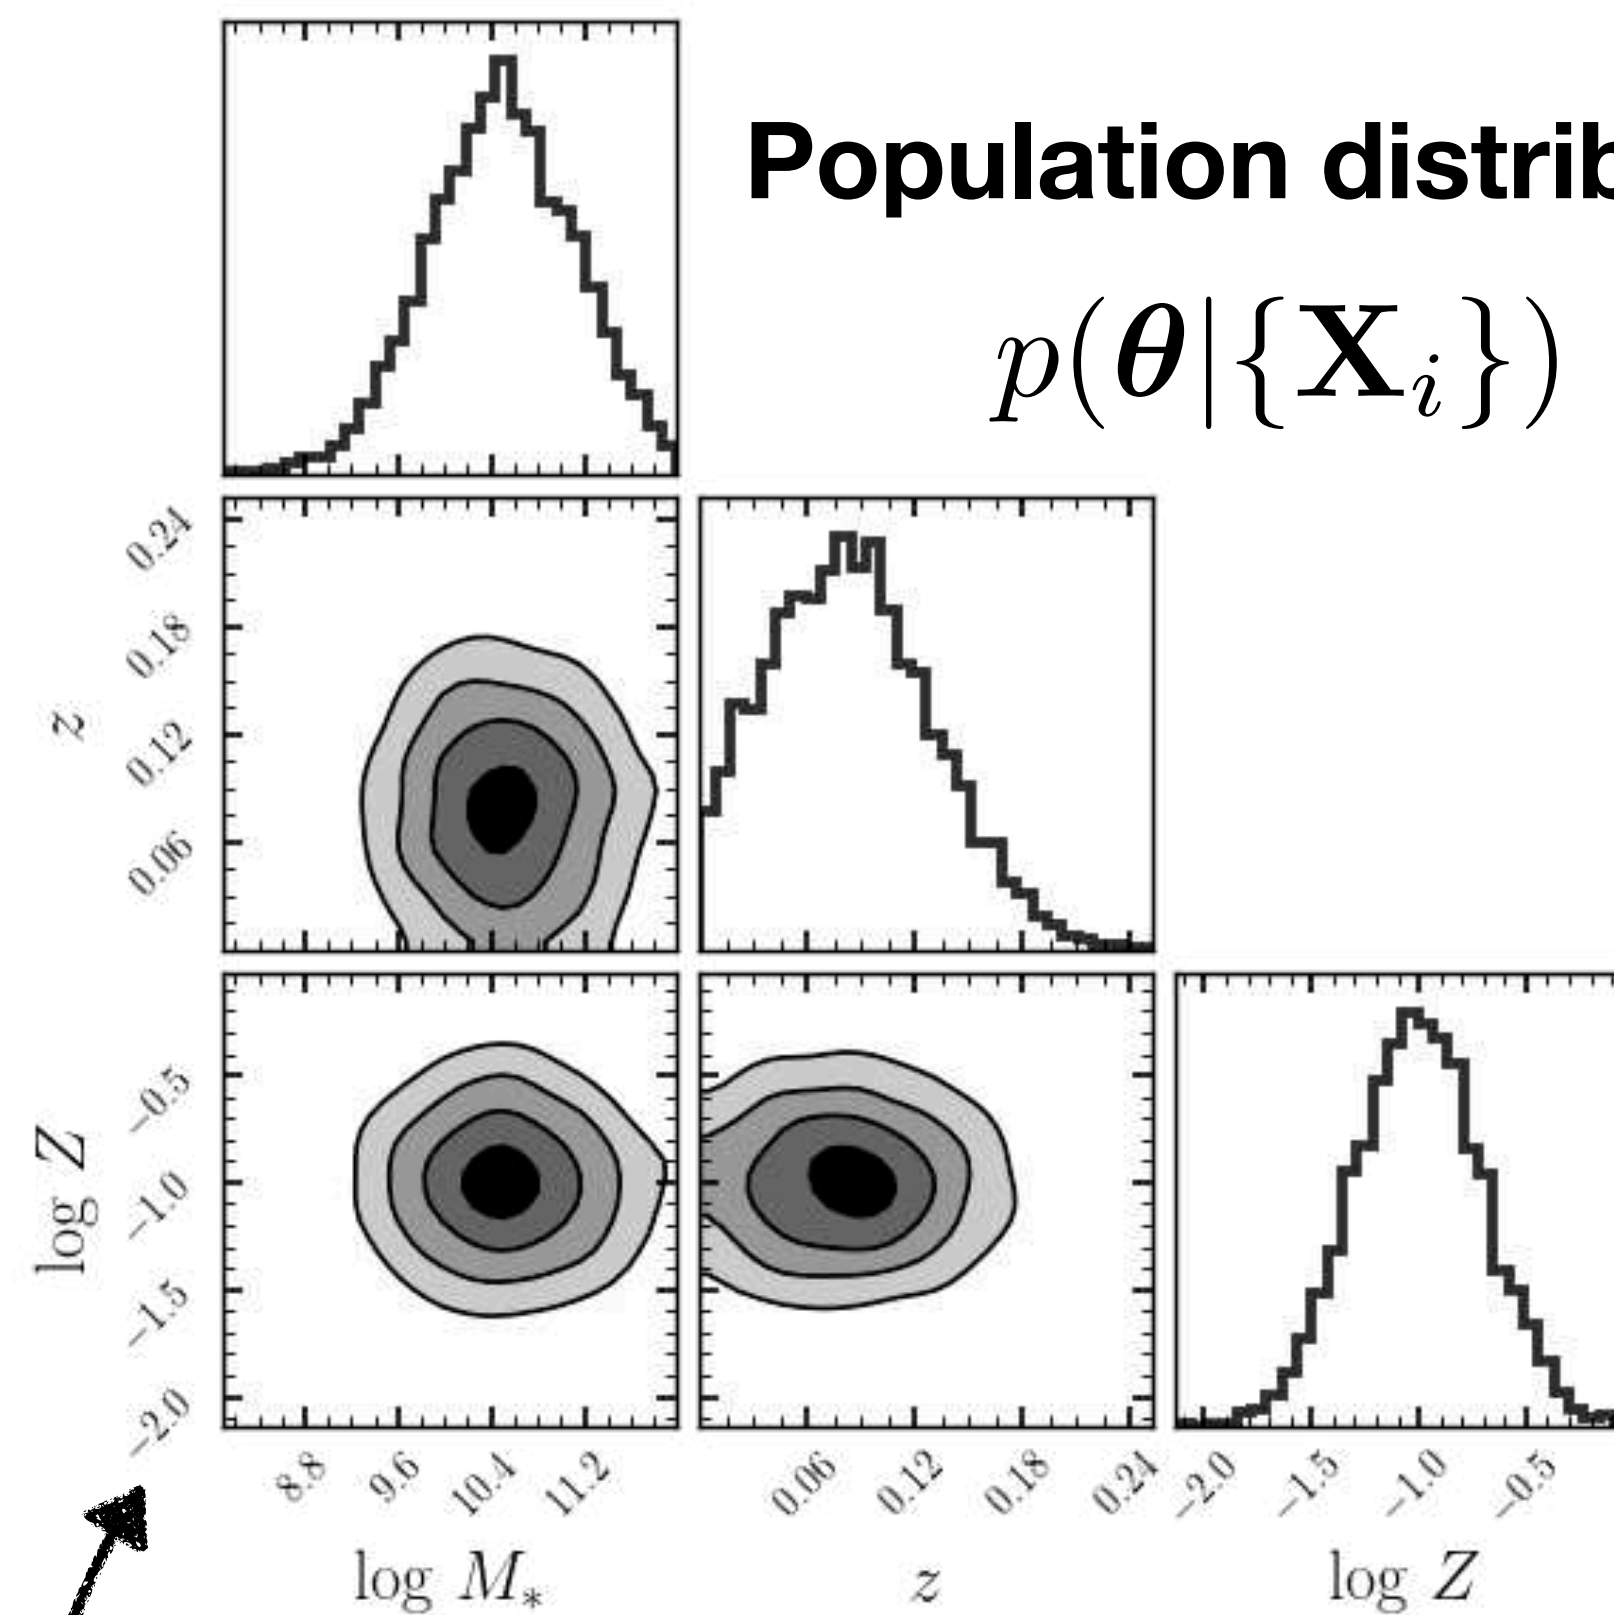 Population distrib
p(θ|{X_i})
0.24
0.18
z
0.12
0.06
−0.5
log Z
−1.0
−1.5
−2.0
8.8 9.6 10.4 11.2 0.06 0.12 0.18 0.24 −2.0 −1.5 −1.0 −0.5
log M_* z log Z